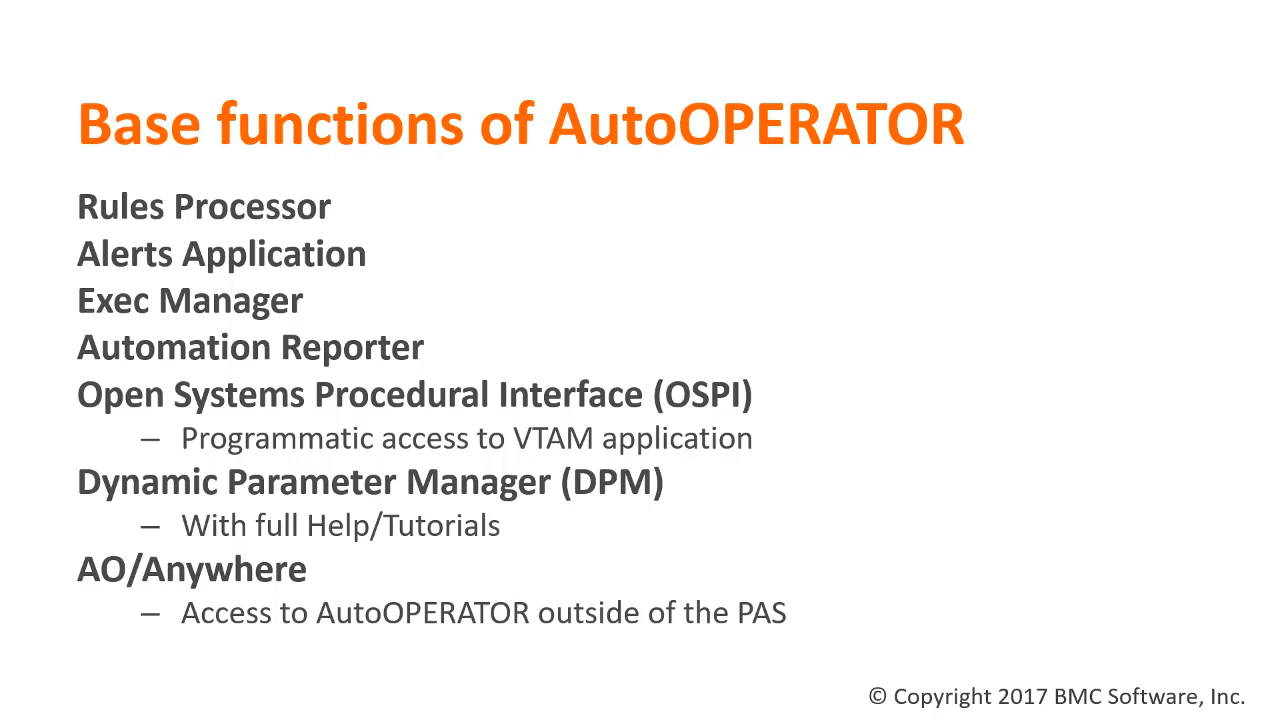 Base functions of AutoOPERATOR
Rules Processor
Alerts Application
Exec Manager
Automation Reporter
Open Systems Procedural Interface (OSPI)
– Programmatic access to VTAM application
Dynamic Parameter Manager (DPM)
– With full Help/Tutorials
AO/Anywhere
– Access to AutoOPERATOR outside of the PAS
© Copyright 2017 BMC Software, Inc.